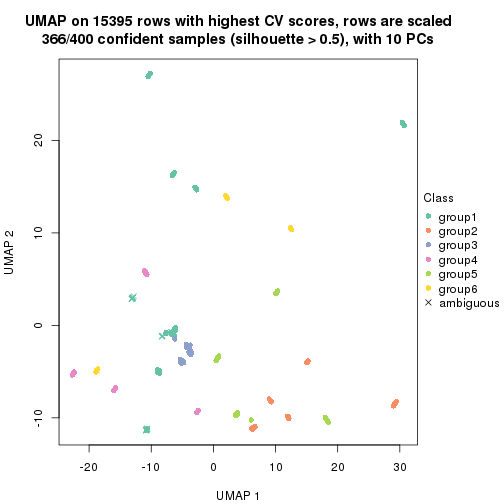 UMAP on 15395 rows with highest CV scores, rows are scaled
366/400 confident samples (silhouette > 0.5), with 10 PCs
UMAP 2
20
10
0
-10
-20
-10
0
10
20
30
UMAP 1
Class
group1
group2
group3
group4
group5
group6
ambiguous